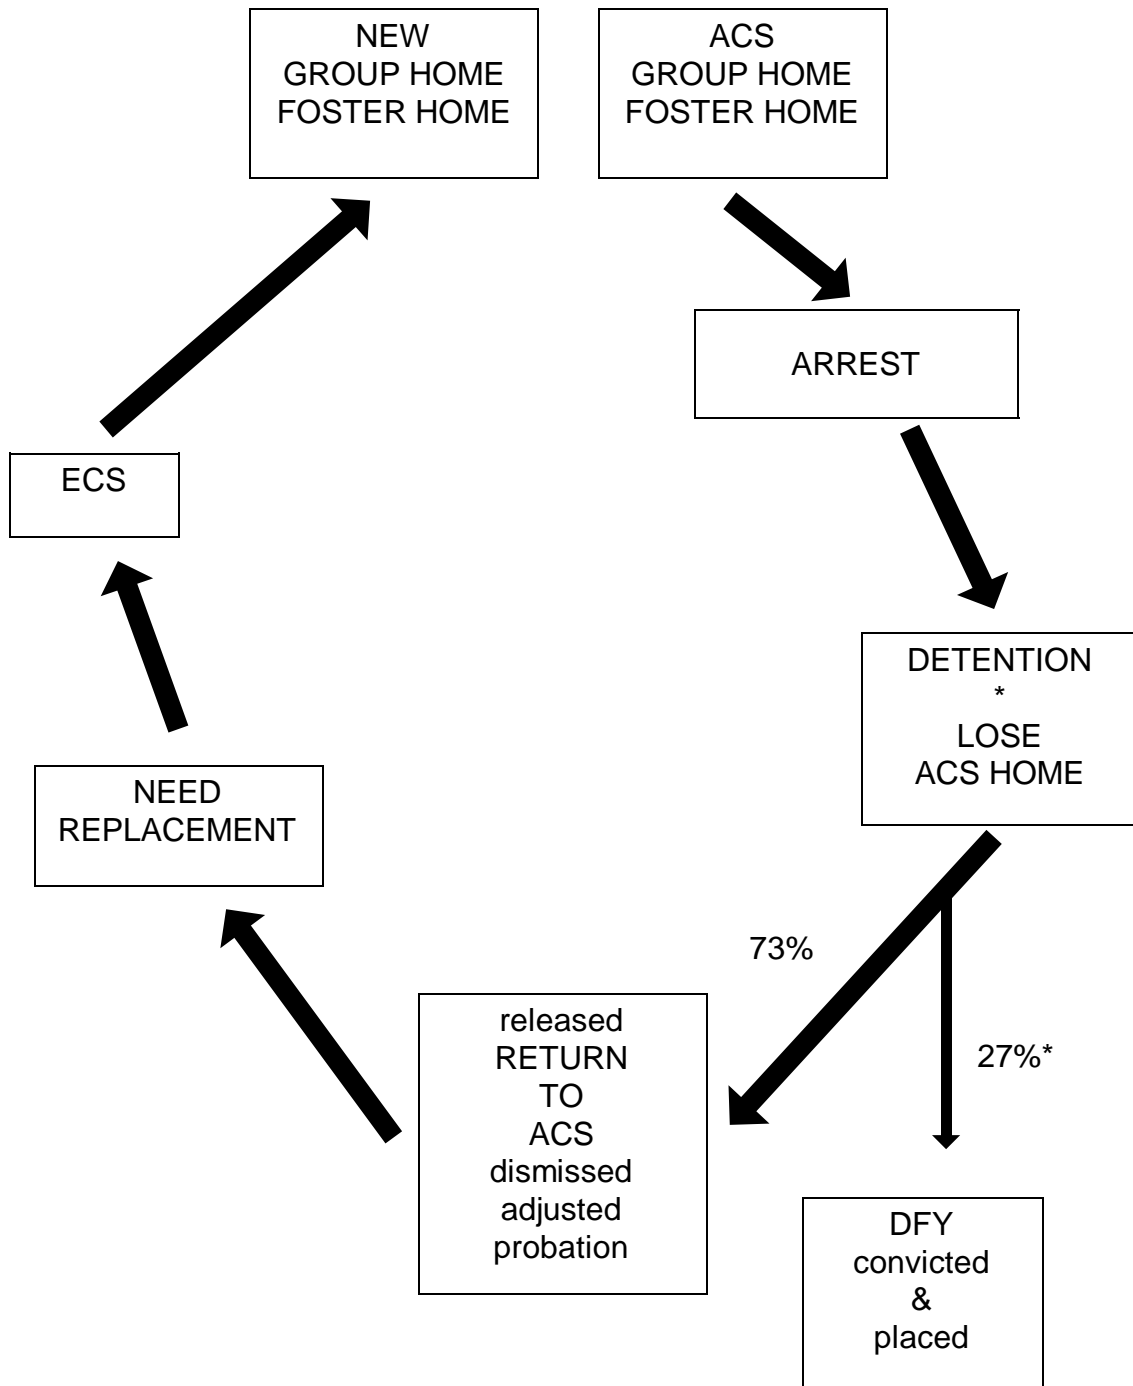 NEW
GROUP HOME
FOSTER HOME
ACS
GROUP HOME
FOSTER HOME
ARREST
ECS
DETENTION
*
LOSE
ACS HOME
NEED
REPLACEMENT
73%
27%*
released
RETURN
TO
ACS
dismissed
adjusted
probation
DFY
convicted
&
placed